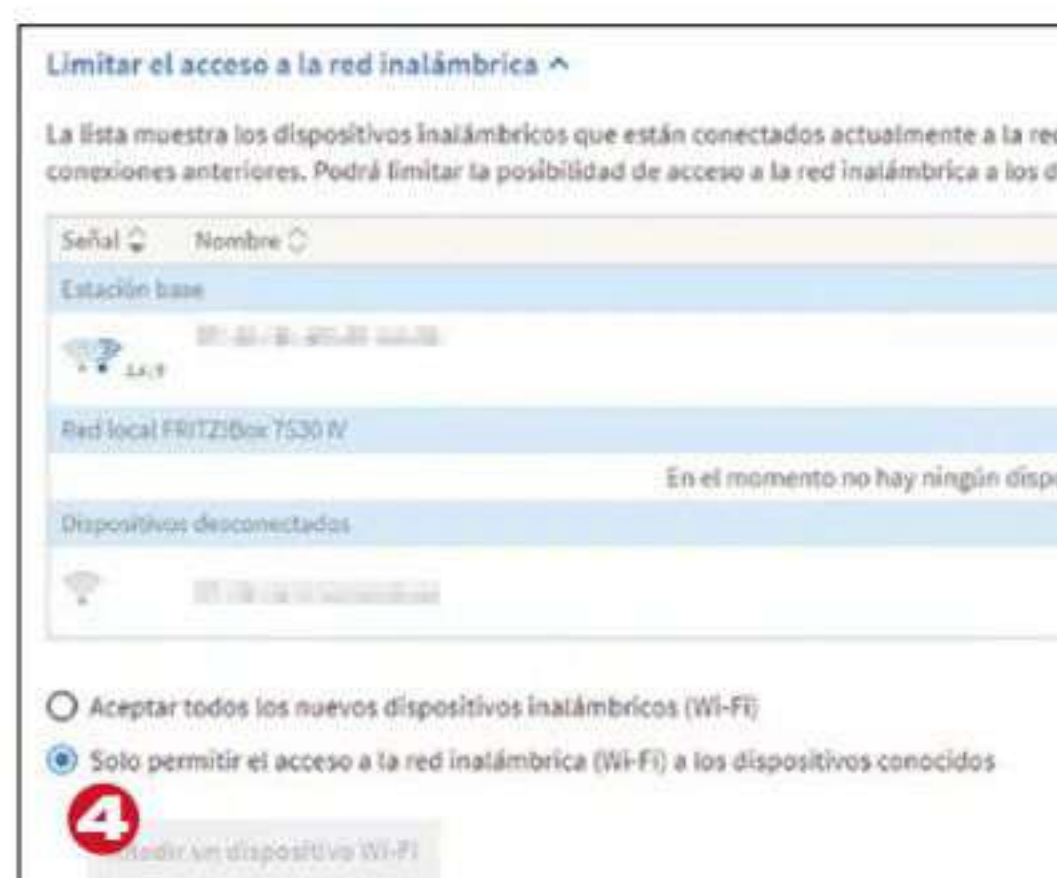 Limitar el acceso a la red inalámbrica
La lista muestra los dispositivos inalámbricos que están conectados actualmente a la re
conexiones anteriores. Podrá limitar la posibilidad de acceso a la red inalámbrica a los d
Señal Nombre
Estación base
Red local FRITZ!Box 7530 IV
En el momento no hay ningún dispo
Dispositivos desconectados
Aceptar todos los nuevos dispositivos inalámbricos (Wi-Fi)
Solo permitir el acceso a la red inalámbrica (Wi-Fi) a los dispositivos conocidos
4
un dispositivo Wi-Fi